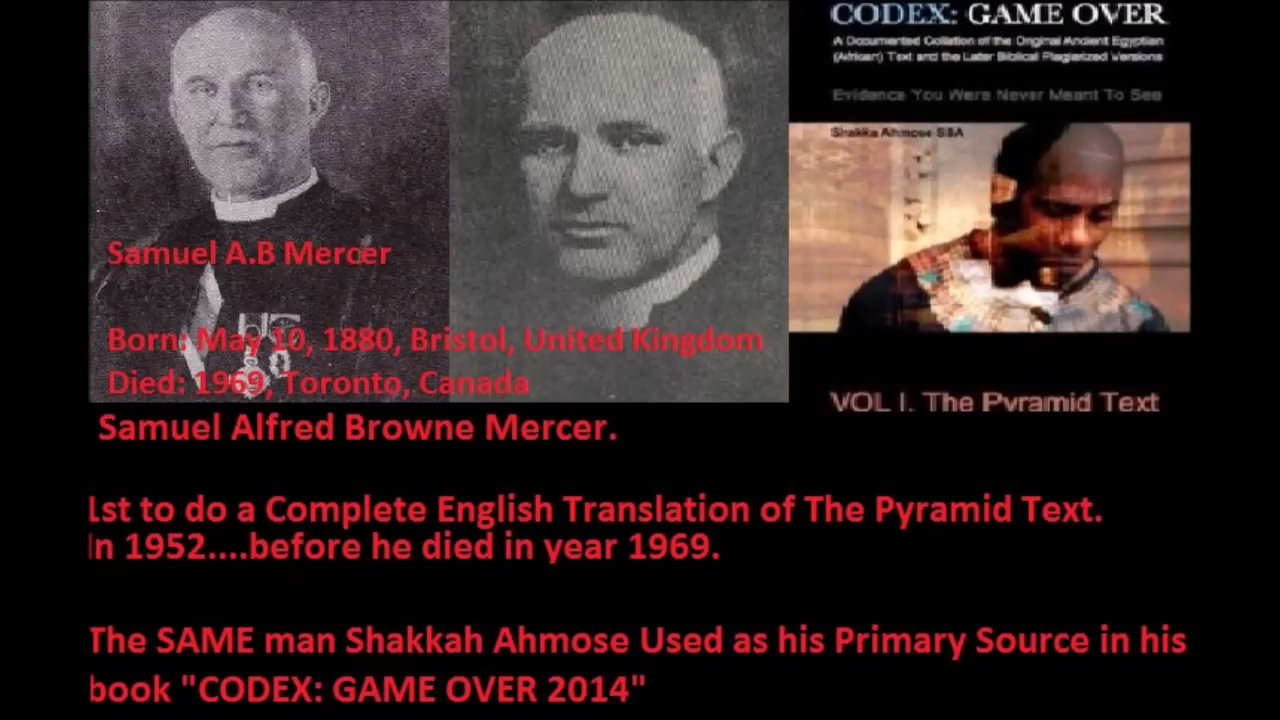 CODEX: GAME OVER
A Documented Collation of the Original Ancient Egyptian
(African) Text and the Later Biblical Plagiarized Versions
Evidence You Were Never Meant To See
Shakka Ahmose SBA
VOL I. The Pyramid Text
Samuel A.B Mercer
Born: May 10, 1880, Bristol, United Kingdom
Died: 1969, Toronto, Canada
Samuel Alfred Browne Mercer.
1st to do a Complete English Translation of The Pyramid Text.
In 1952....before he died in year 1969.
The SAME man Shakkah Ahmose Used as his Primary Source in his
book "CODEX: GAME OVER 2014"